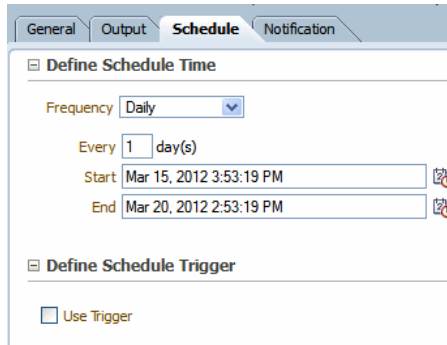 General Output Schedule Notification
Define Schedule Time
Frequency Daily
Every 1 day(s)
Start Mar 15, 2012 3:53:19 PM
End Mar 20, 2012 2:53:19 PM
Define Schedule Trigger
Use Trigger